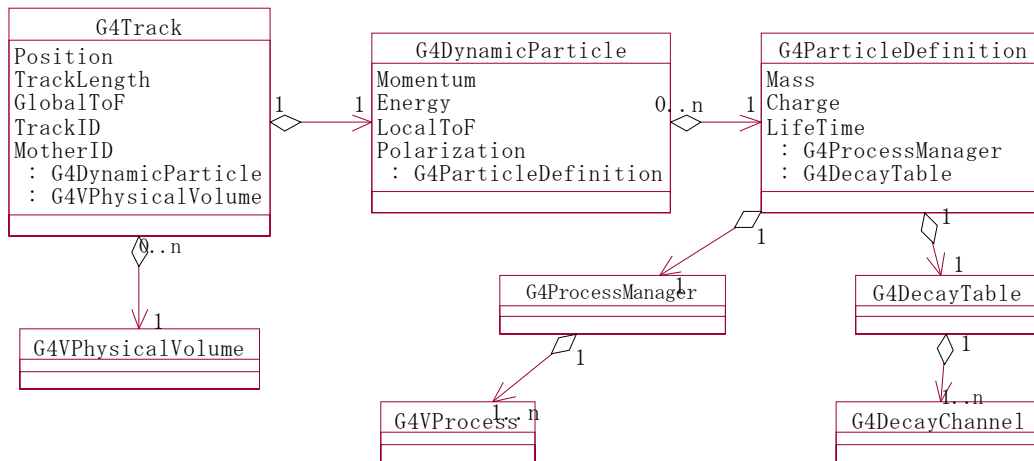 G4Track
Position
TrackLength
GlobalToF
TrackID
MotherID
: G4DynamicParticle
: G4VPhysicalVolume
1
1
G4DynamicParticle
Momentum
Energy
LocalToF
Polarization
: G4ParticleDefinition
0..n
1
G4ParticleDefinition
Mass
Charge
LifeTime
: G4ProcessManager
: G4DecayTable
0..n
1
G4VPhysicalVolume
1
1
G4ProcessManager
1
1
G4DecayTable
1
1..n
G4VProcess
1
1..n
G4DecayChannel